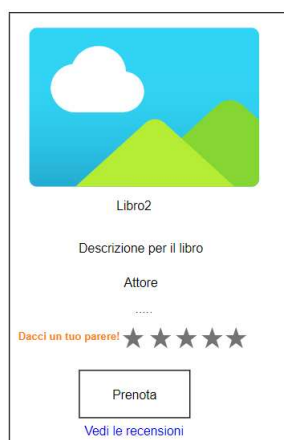 Libro2
Descrizione per il libro
Attore
.....
Dacci un tuo parere!
Prenota
Vedi le recensioni